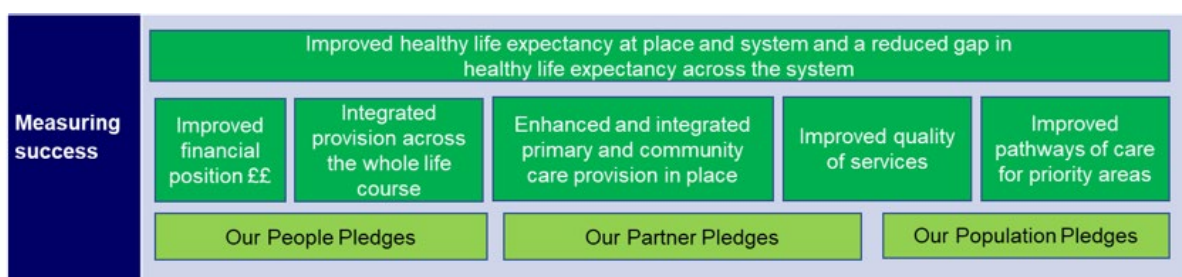 Measuring
success
Improved healthy life expectancy at place and system and a reduced gap in
healthy life expectancy across the system
Improved
financial
position ££
Integrated
provision across
the whole life
course
Enhanced and integrated
primary and community
care provision in place
Improved quality
of services
Improved
pathways of care
for priority areas
Our People Pledges
Our Partner Pledges
Our Population Pledges